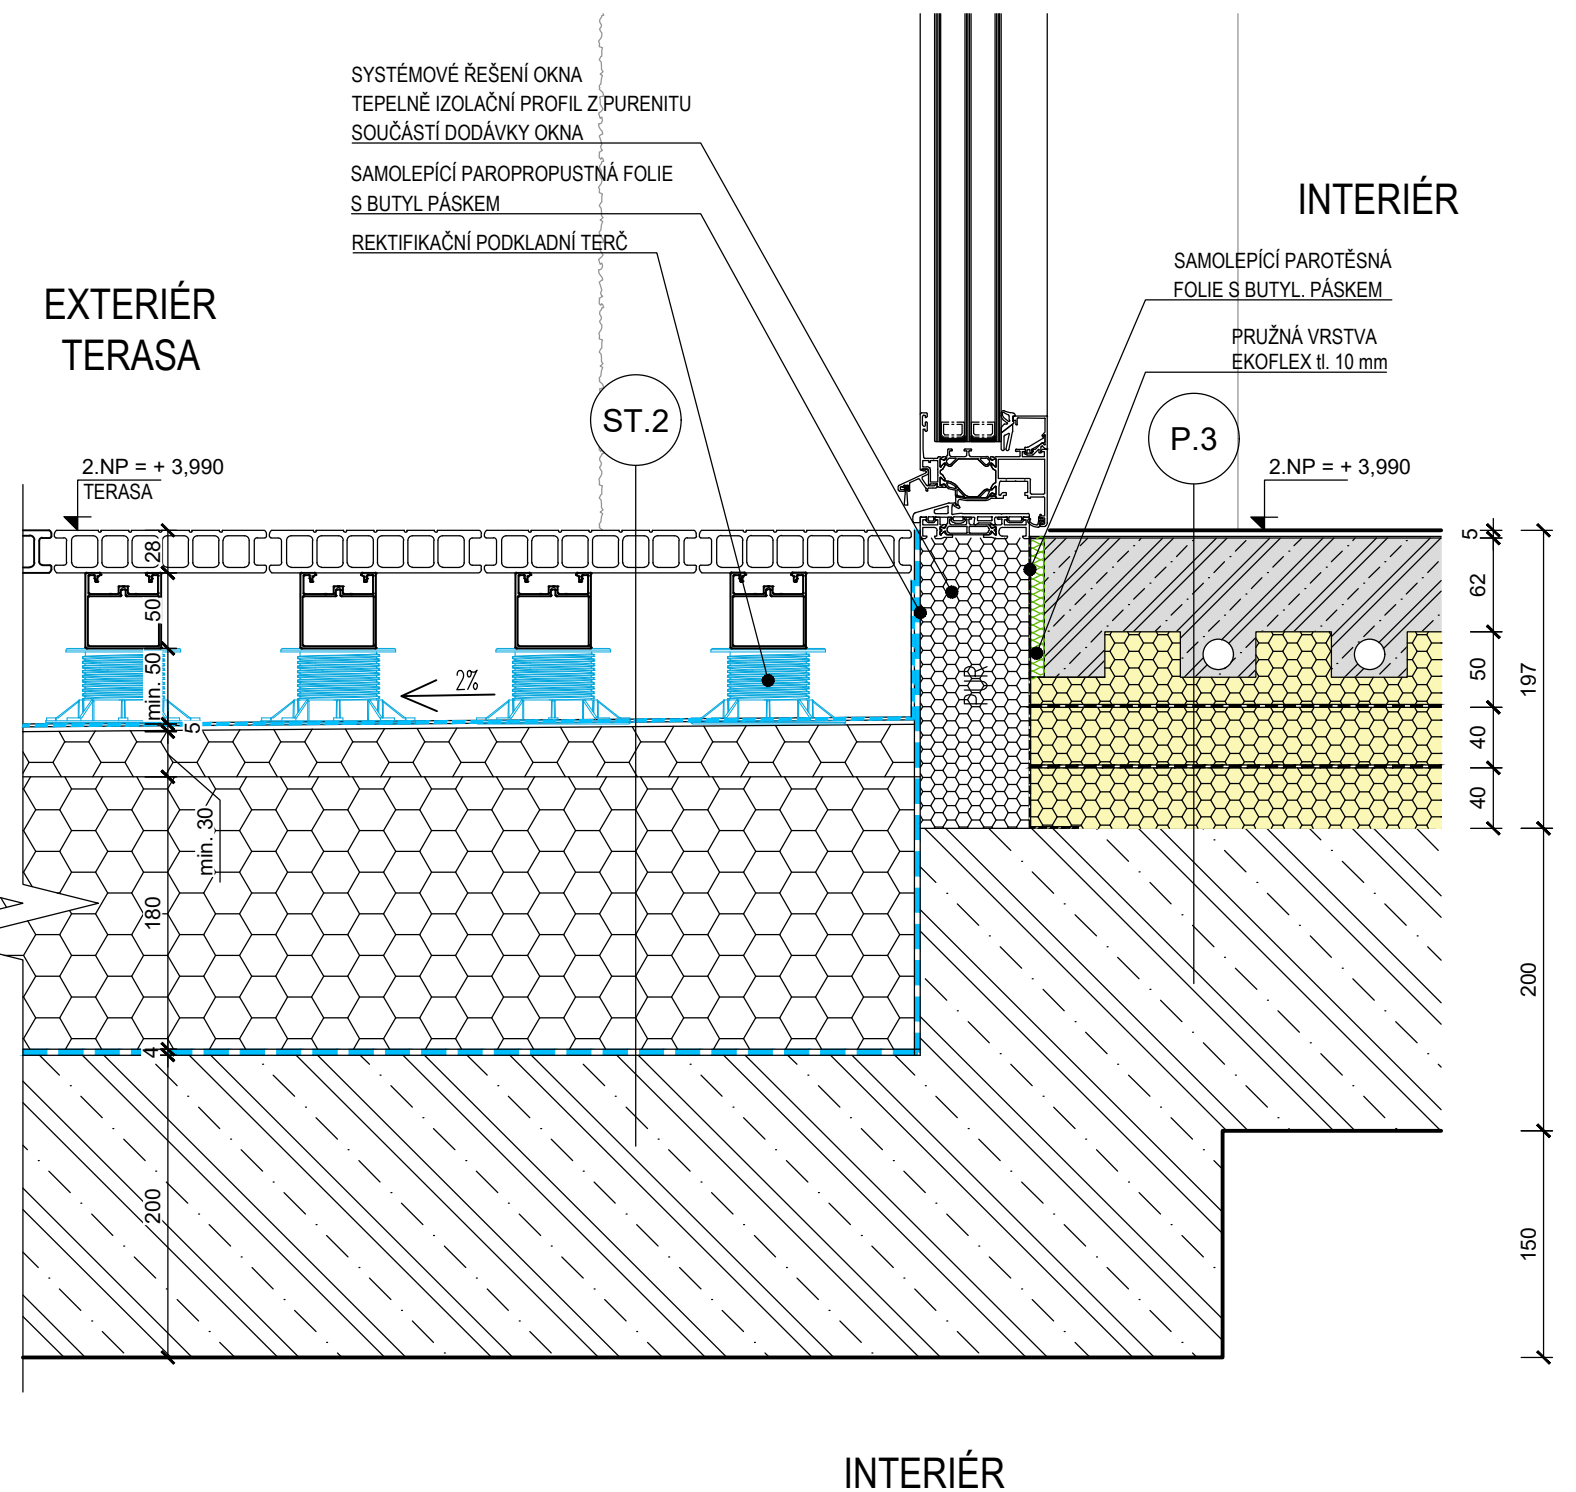 SYSTÉMOVÉ ŘEŠENÍ OKNA
TEPELNĚ IZOLAČNÍ PROFIL Z PURENITU
SOUČÁSTÍ DODÁVKY OKNA
SAMOLEPÍCÍ PAROPROPUSTNÁ FOLIE
S BUTYL PÁSKEM
REKTIFIKAČNÍ PODKLADNÍ TERČ
INTERIÉR
SAMOLEPÍCÍ PAROTĚSNÁ
FOLIE S BUTYL. PÁSKEM
PRUŽNÁ VRSTVA
EKOFLEX tl. 10 mm
EXTERIÉR
TERASA
ST.2
P.3
2.NP = + 3,990
TERASA
2.NP = + 3,990
28
50
min. 50
5
min. 30
180
4
200
2%
PUR
5
62
50
40
40
197
200
150
INTERIÉR